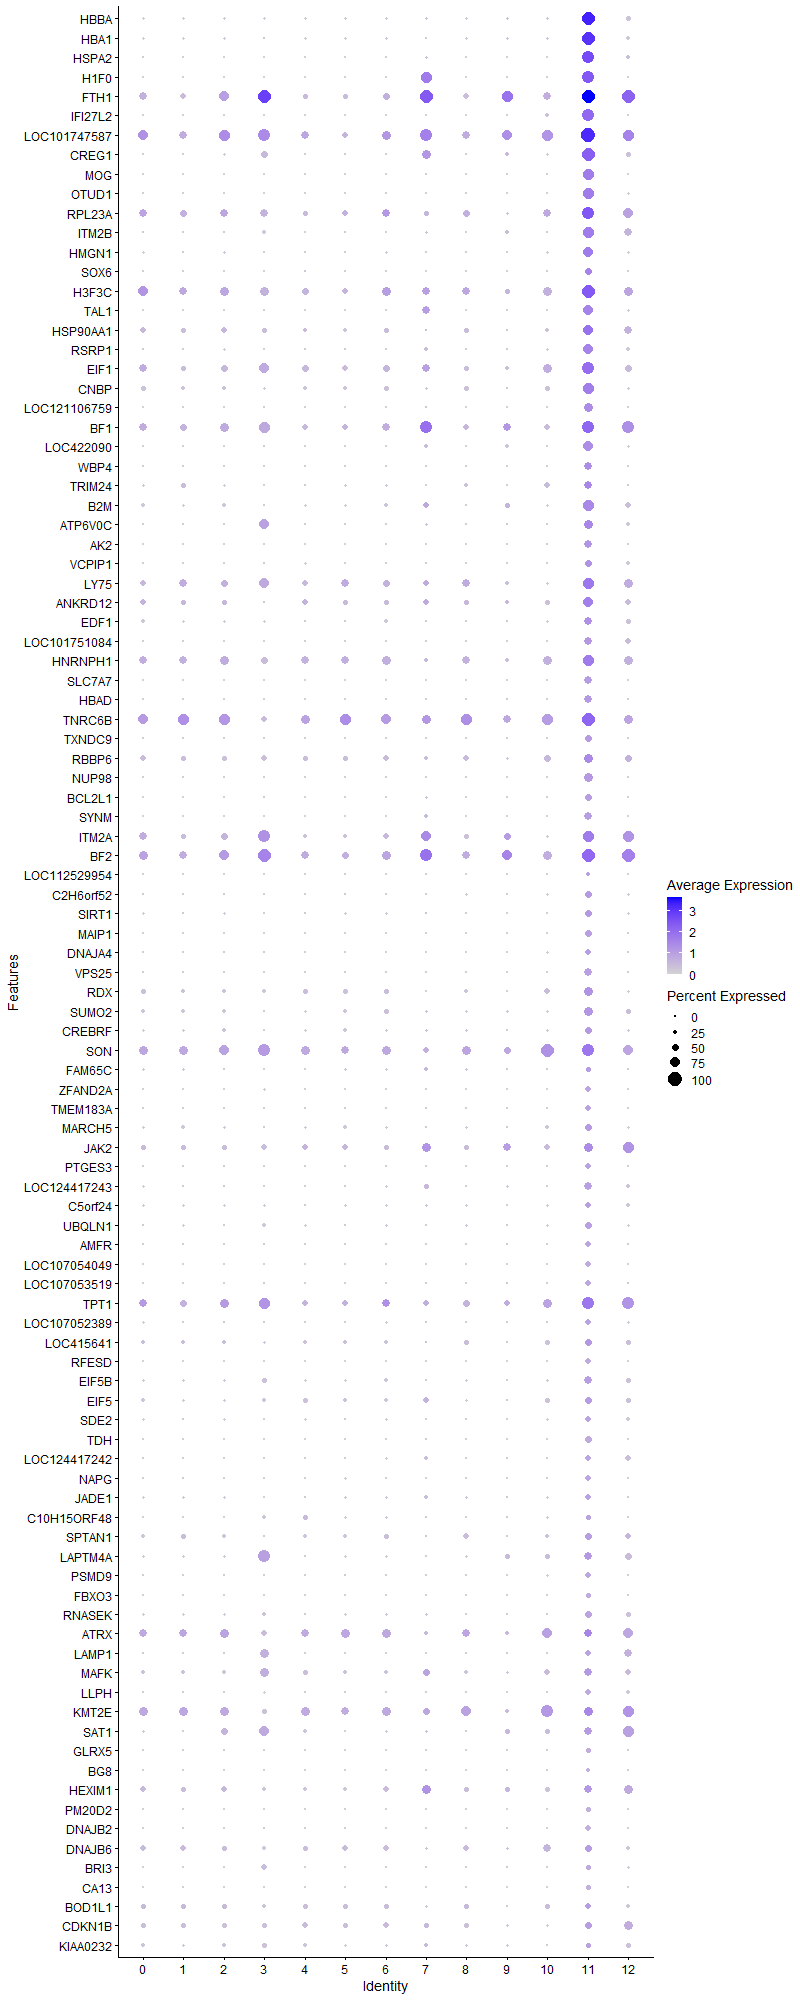 HBBA
HBA1
HSPA2
H1F0
FTH1
IFI27L2
LOC101747587
CREG1
MOG
OTUD1
RPL23A
ITM2B
HMGN1
SOX6
H3F3C
TAL1
HSP90AA1
RSRP1
EIF1
CNBP
LOC121106759
BF1
LOC422090
WBP4
TRIM24
B2M
ATP6V0C
AK2
VCPIP1
LY75
ANKRD12
EDF1
LOC101751084
HNRNPH1
SLC7A7
HBAD
TNRC6B
TXNDC9
RBBP6
NUP98
BCL2L1
SYNM
ITM2A
BF2
LOC112529954
C2H6orf52
SIRT1
MAIP1
DNAJA4
VPS25
RDX
SUMO2
CREBRF
SON
FAM65C
ZFAND2A
TMEM183A
MARCH5
JAK2
PTGES3
LOC124417243
C5orf24
UBQLN1
AMFR
LOC107054049
LOC107053519
TPT1
LOC107052389
LOC415641
RFESD
EIF5B
EIF5
SDE2
TDH
LOC124417242
NAPG
JADE1
C10H15ORF48
SPTAN1
LAPTM4A
PSMD9
FBXO3
RNASEK
ATRX
LAMP1
MAFK
LLPH
KMT2E
SAT1
GLRX5
BG8
HEXIM1
PM20D2
DNAJB2
DNAJB6
BRI3
CA13
BOD1L1
CDKN1B
KIAA0232
Features
0 1 2 3 4 5 6 7 8 9 10 11 12
Identity
Average Expression
3
2
1
0
Percent Expressed
0
25
50
75
100